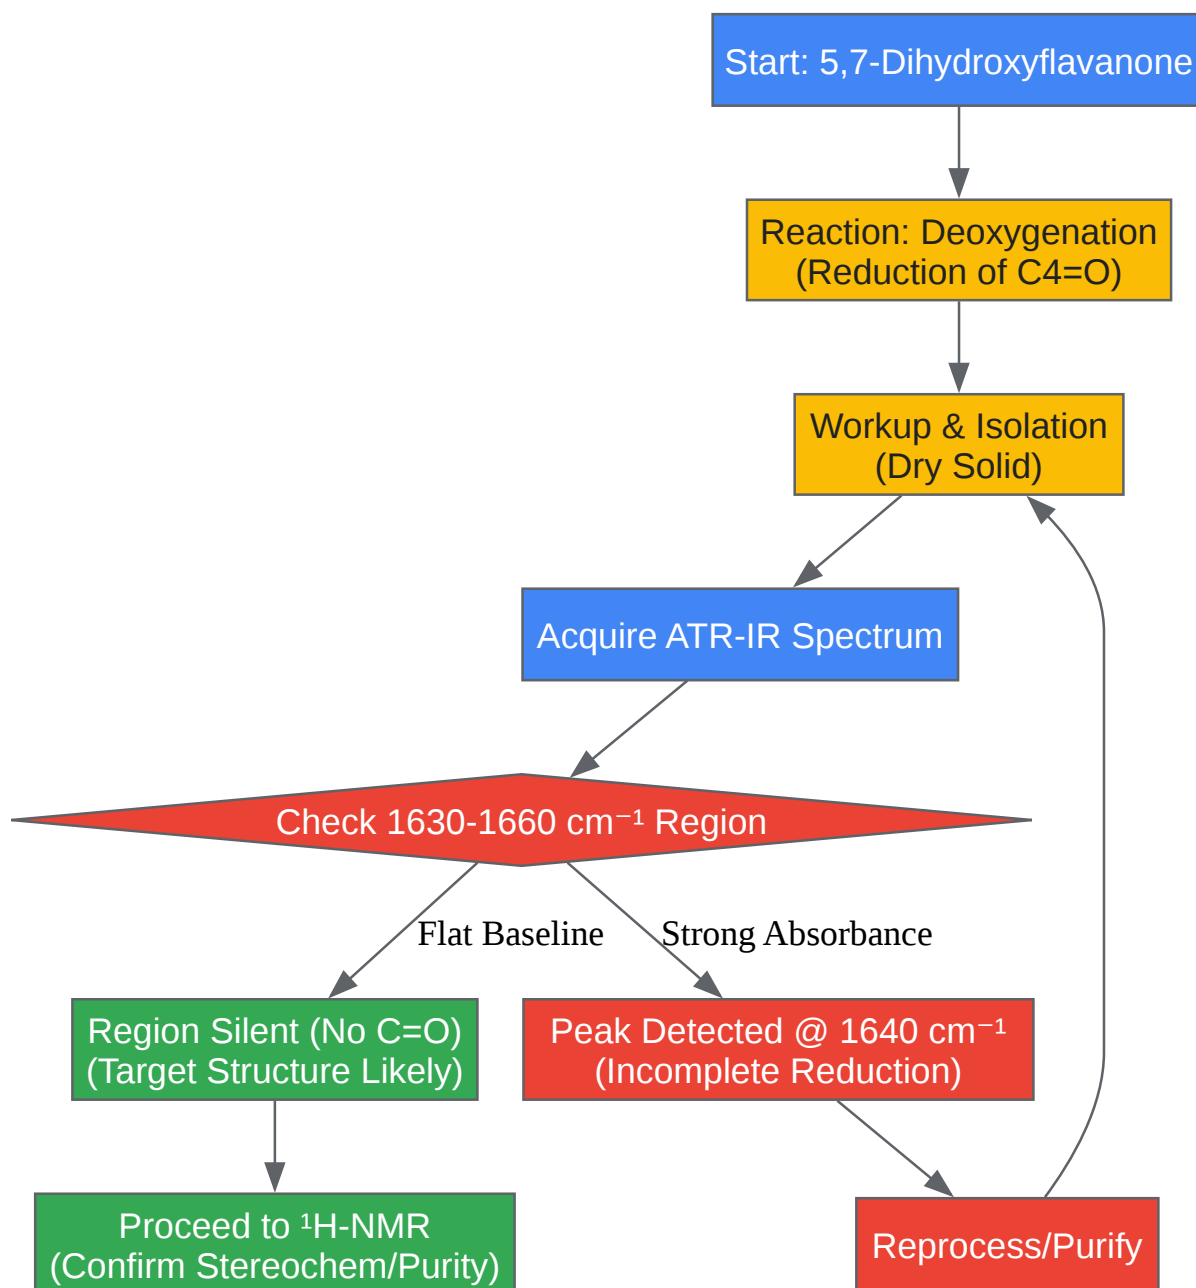 Start: 5,7-Dihydroxyflavanone
Reaction: Deoxygenation
(Reduction of C4=O)
Workup & Isolation
(Dry Solid)
Acquire ATR-IR Spectrum
Check 1630-1660 cm⁻¹ Region
Flat Baseline
Strong Absorbance
Region Silent (No C=O)
(Target Structure Likely)
Peak Detected @ 1640 cm⁻¹
(Incomplete Reduction)
Proceed to ¹H-NMR
(Confirm Stereochem/Purity)
Reprocess/Purify